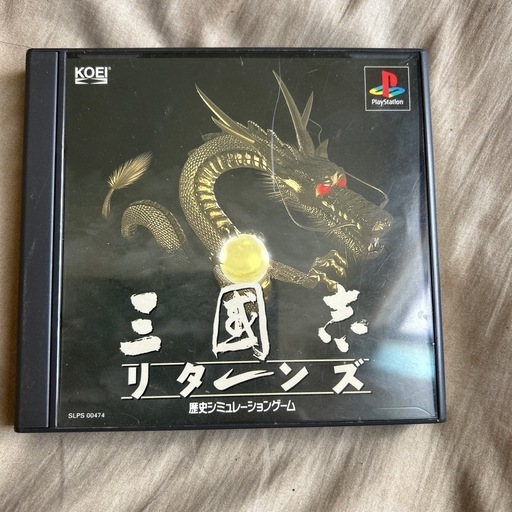 KOEI
PlayStation
三國志
リターンズ
歴史シミュレーションゲーム
SLPS 00474